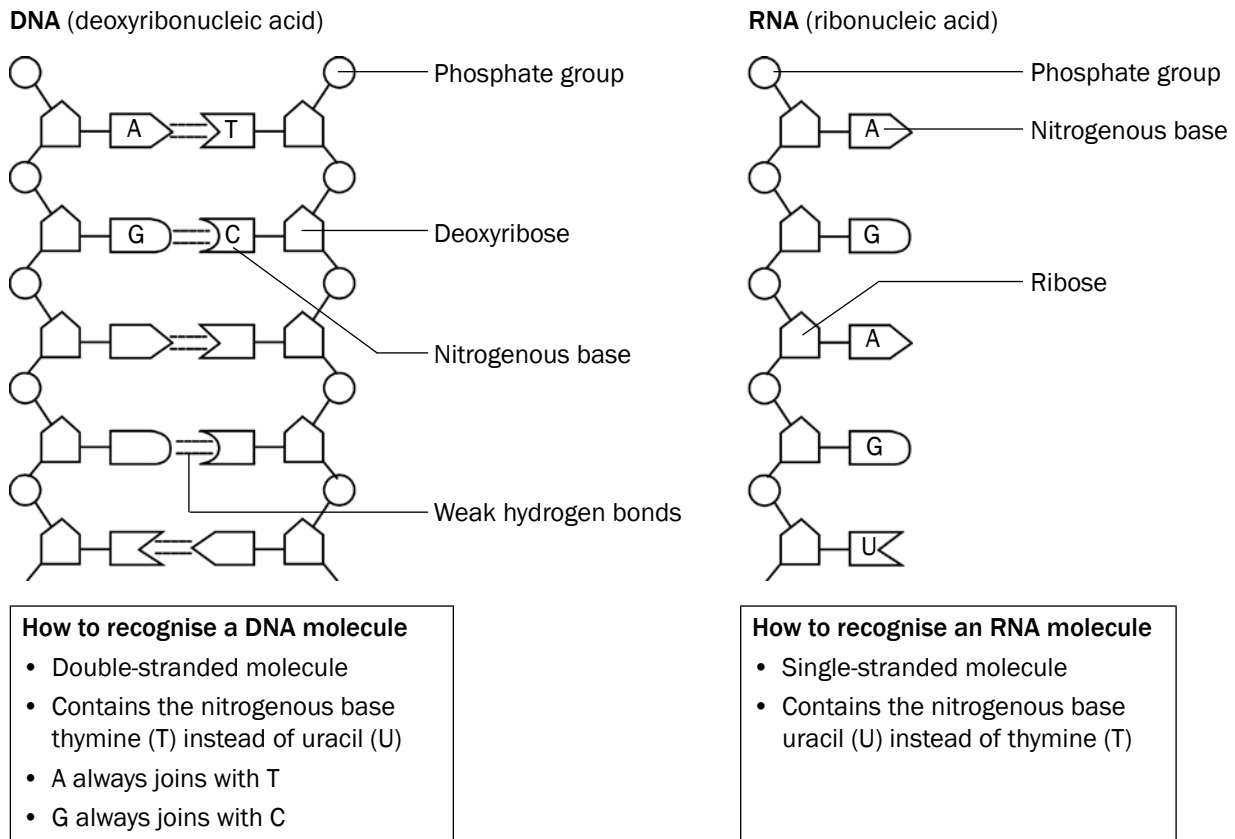 DNA (deoxyribonucleic acid)
Phosphate group
A T
G C
Deoxyribose
Nitrogenous base
Weak hydrogen bonds
How to recognise a DNA molecule
• Double-stranded molecule
• Contains the nitrogenous base
thymine (T) instead of uracil (U)
• A always joins with T
• G always joins with C
RNA (ribonucleic acid)
Phosphate group
A
Nitrogenous base
G
Ribose
A
G
U
How to recognise an RNA molecule
• Single-stranded molecule
• Contains the nitrogenous base
uracil (U) instead of thymine (T)